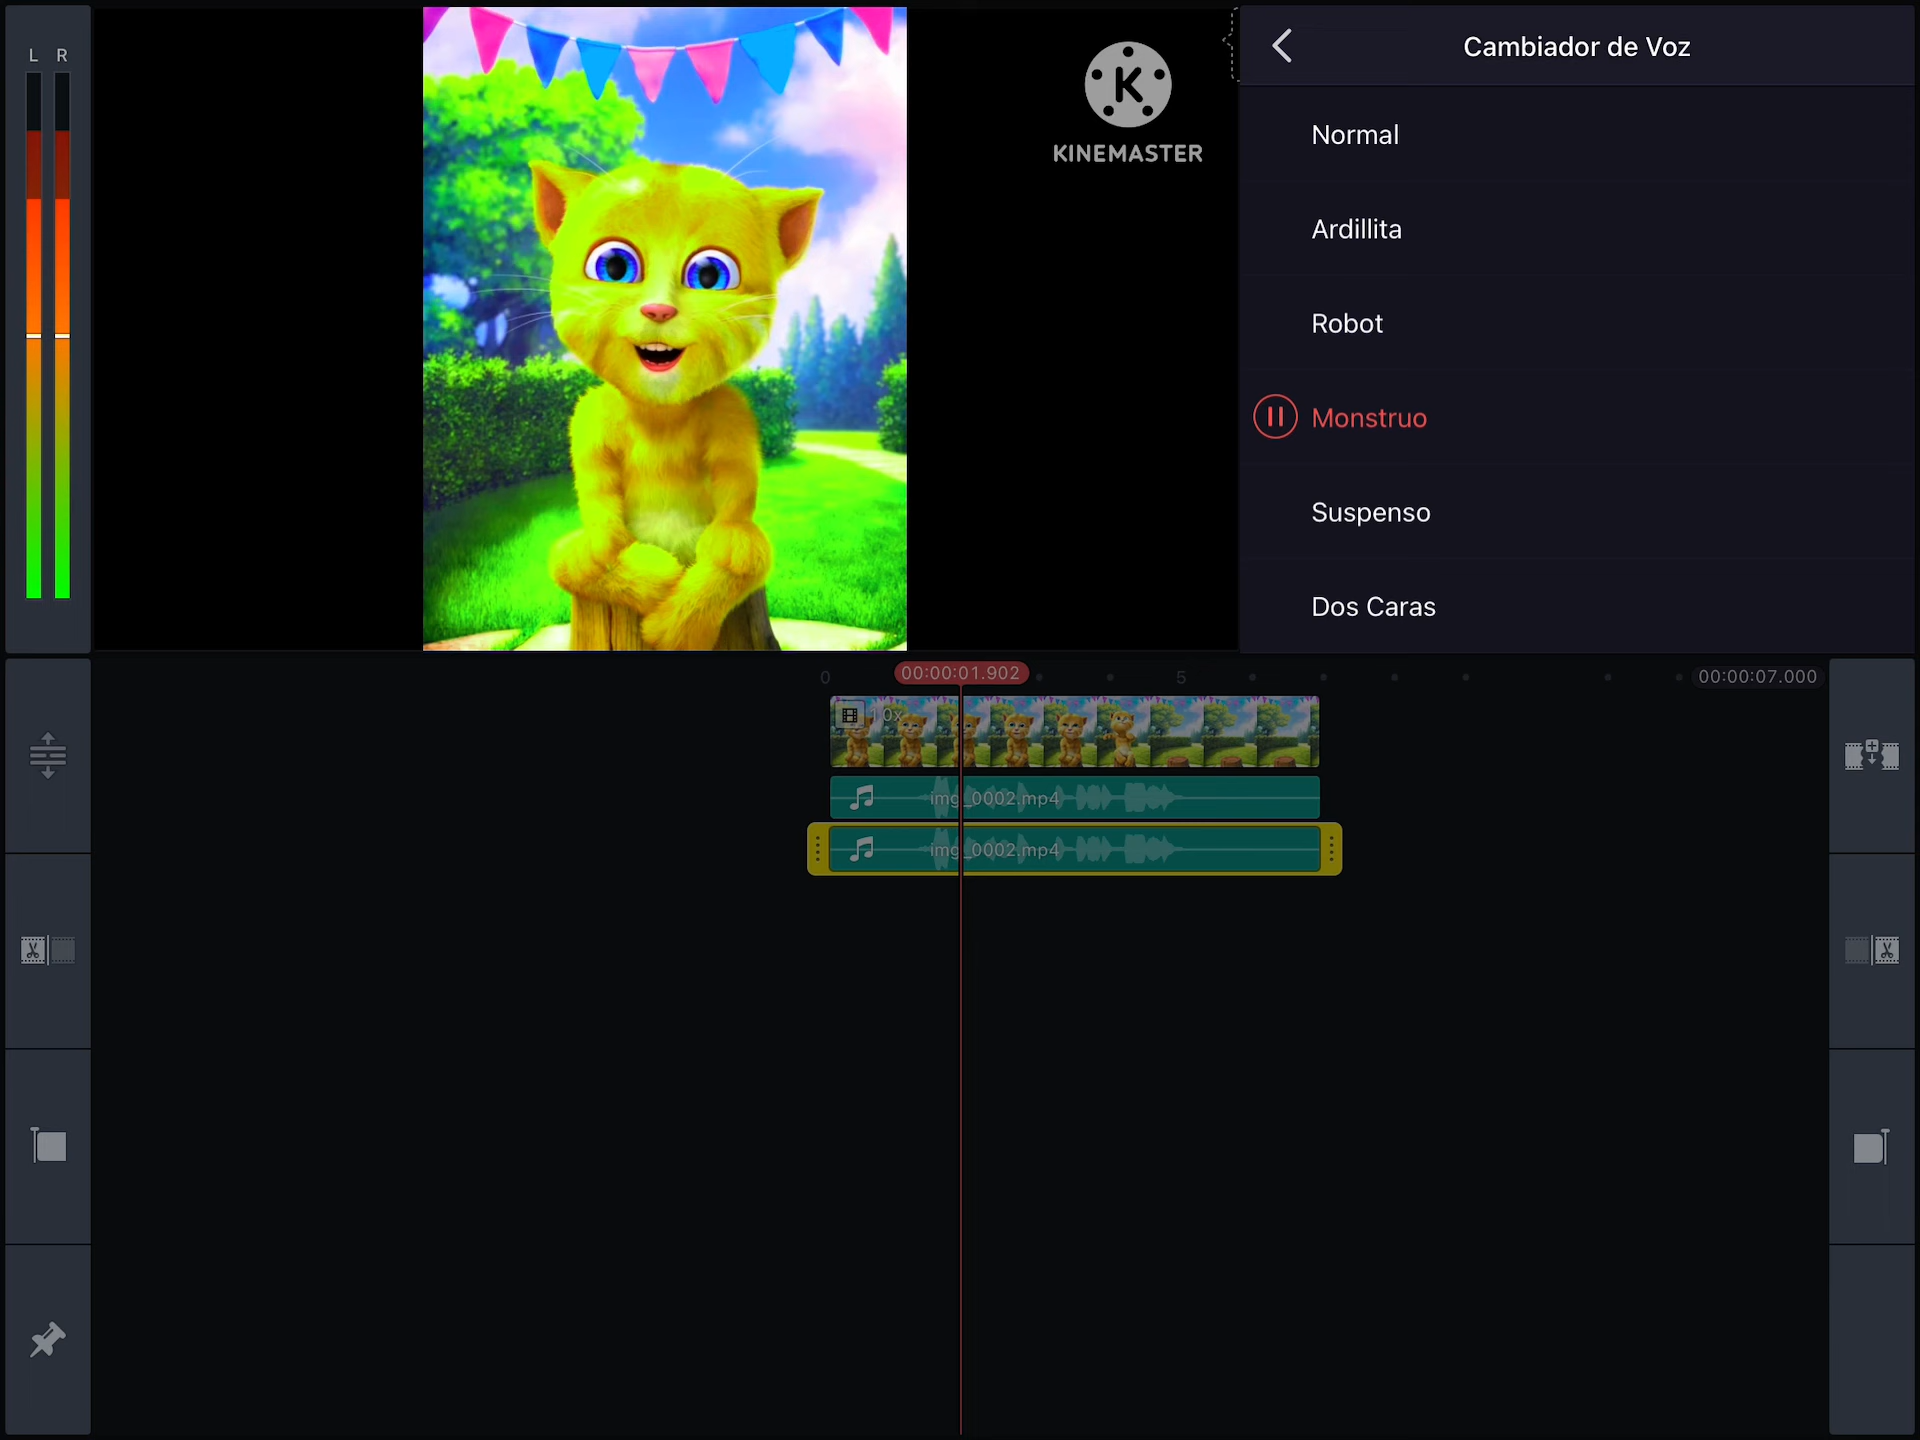 L R
KINEMASTER
Cambiador de Voz
Normal
Ardillita
Robot
Monstruo
Suspenso
Dos Caras
0
00:00:01.902
5
00:00:07.000
img_0002.mp4
img_0002.mp4